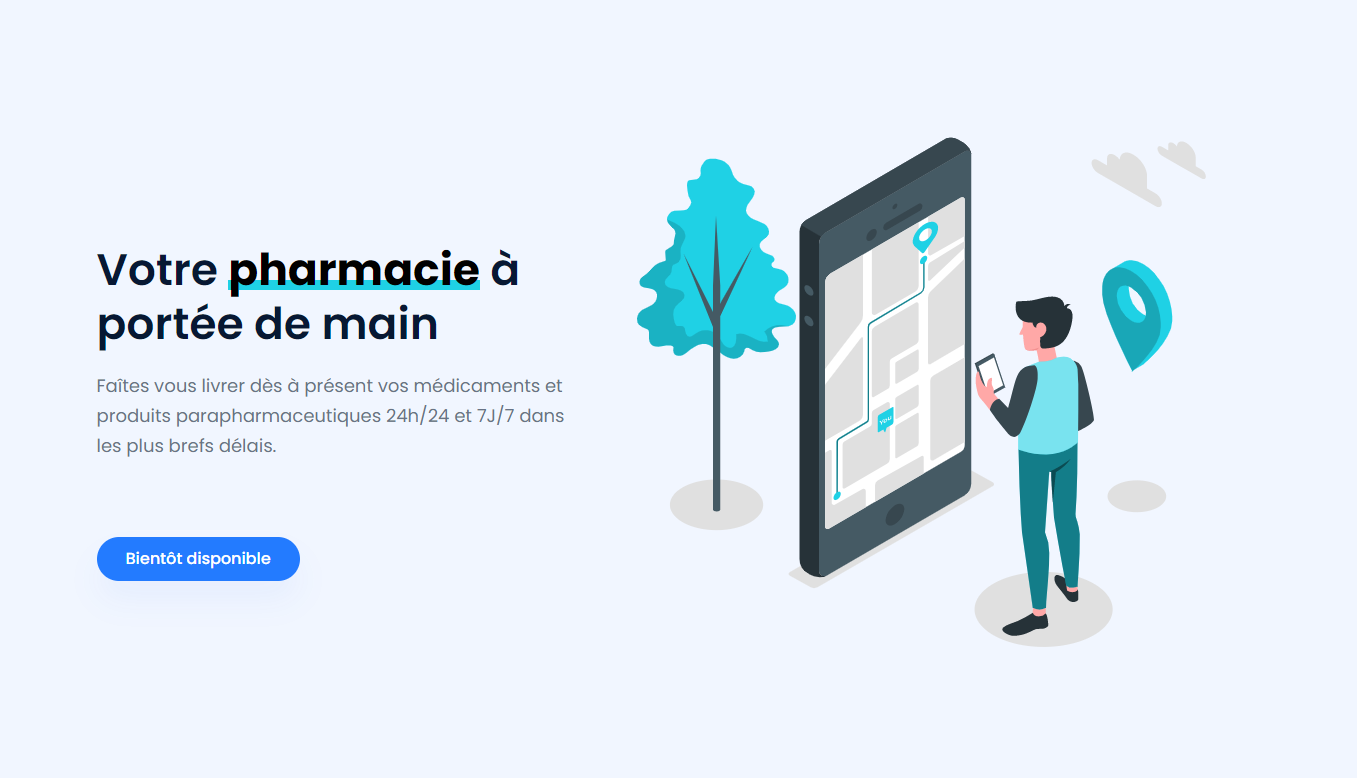 Votre pharmacie à
portée de main
Faîtes vous livrer dès à présent vos médicaments et
produits parapharmaceutiques 24h/24 et 7J/7 dans
les plus brefs délais.
Bientôt disponible